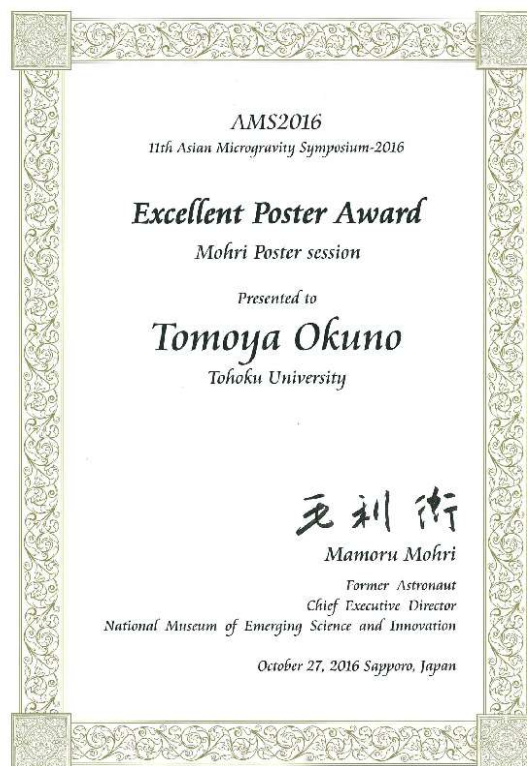 AMS2016
11th Asian Microgravity Symposium-2016
Excellent Poster Award
Mohri Poster session
Presented to
Tomoya Okuno
Tohoku University
毛利衛
Mamoru Mohri
Former Astronaut
Chief Executive Director
National Museum of Emerging Science and Innovation
October 27, 2016 Sapporo, Japan